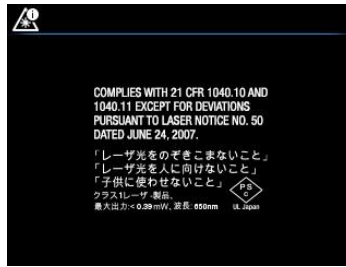 COMPLIES WITH 21 CFR 1040.10 AND
1040.11 EXCEPT FOR DEVIATIONS
PURSUANT TO LASER NOTICE NO. 50
DATED JUNE 24, 2007.
「レーザ光をのぞきこまないこと」
「レーザ光を人に向けないこと」
「子供に使わせないこと」
クラス1レーザ 製品、
最大出力:< 0.39 mW、波長: 650nm
PS
C
UL Japan